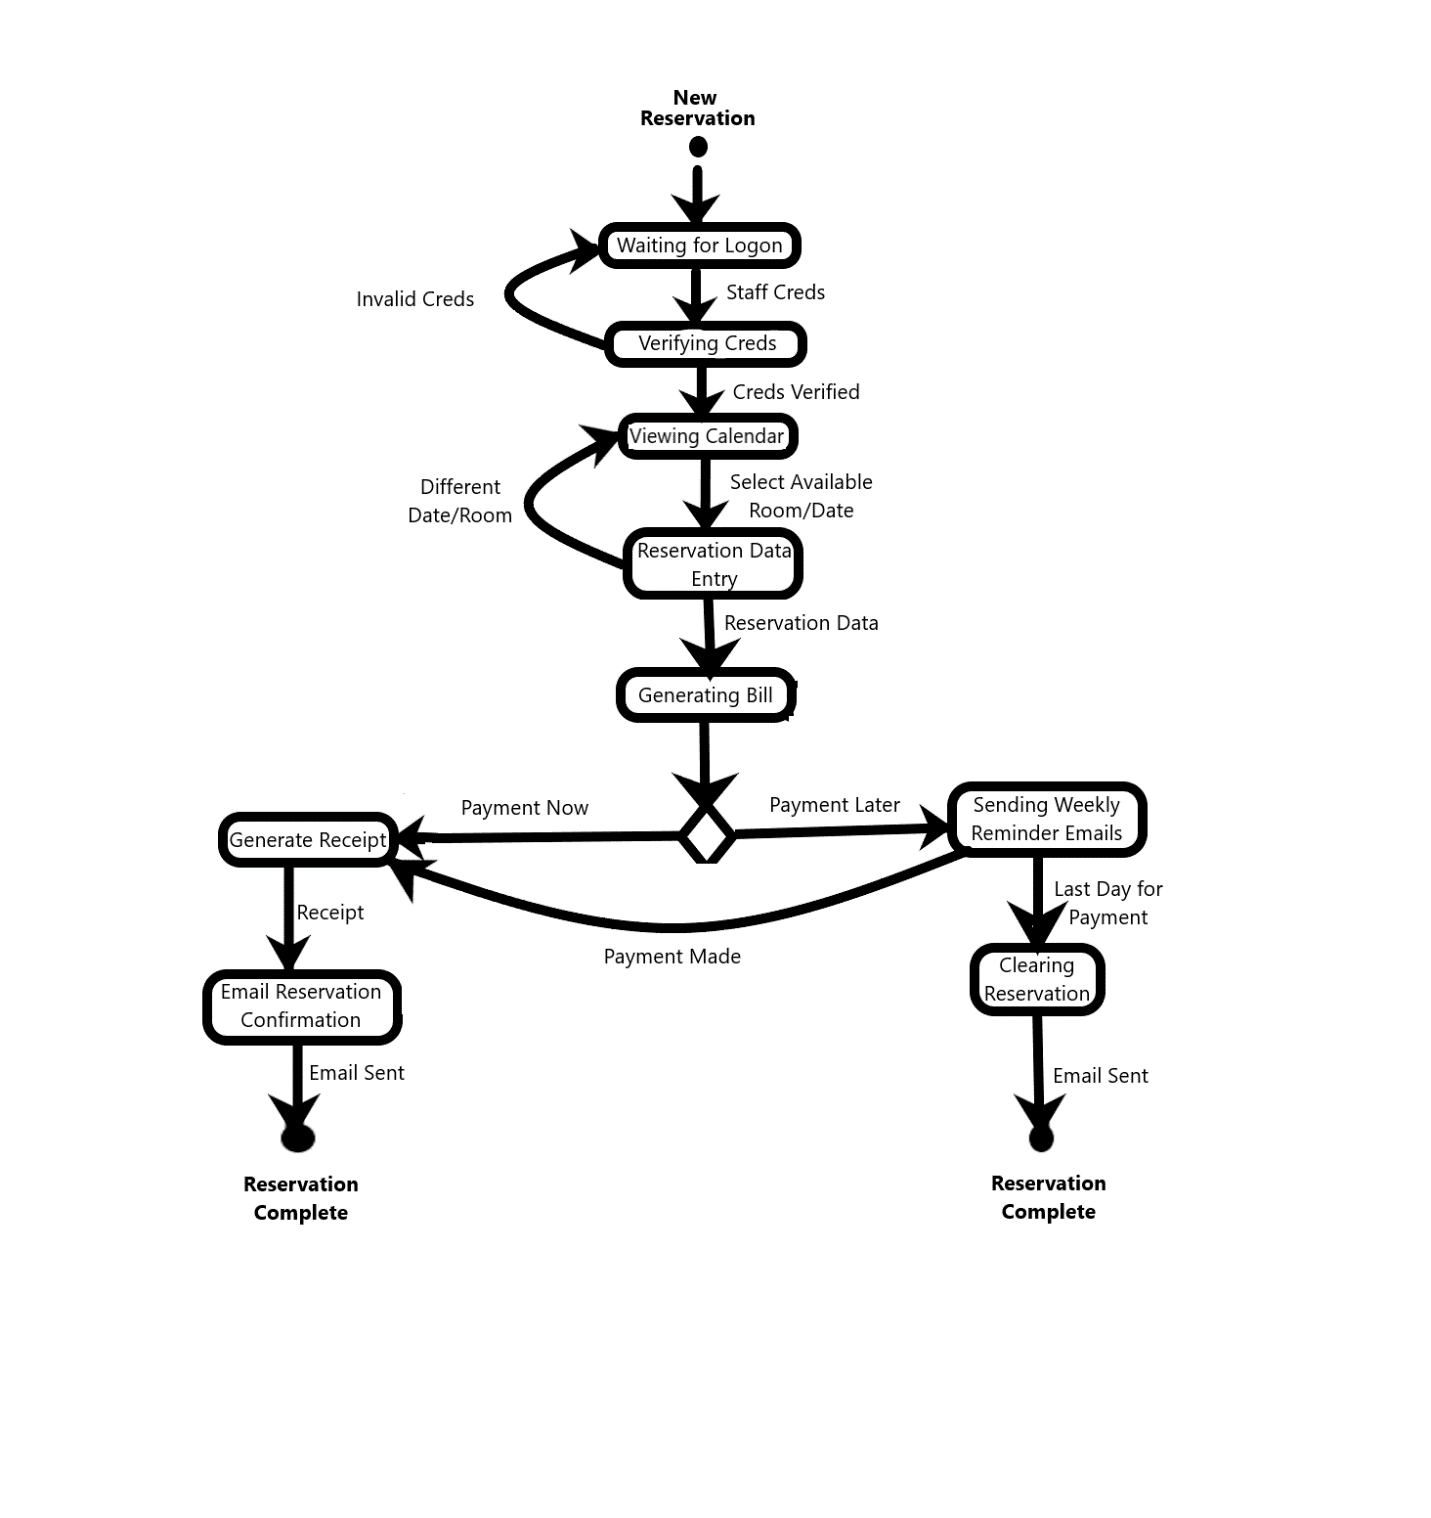 New
Reservation
Waiting for Logon
Invalid Creds
Staff Creds
Verifying Creds
Creds Verified
Viewing Calendar
Different
Date/Room
Select Available
Room/Date
Reservation Data
Entry
Reservation Data
Generating Bill
Payment Now
Payment Later
Sending Weekly
Reminder Emails
Generate Receipt
Last Day for
Payment
Receipt
Payment Made
Clearing
Reservation
Email Reservation
Confirmation
Email Sent
Email Sent
Reservation
Complete
Reservation
Complete